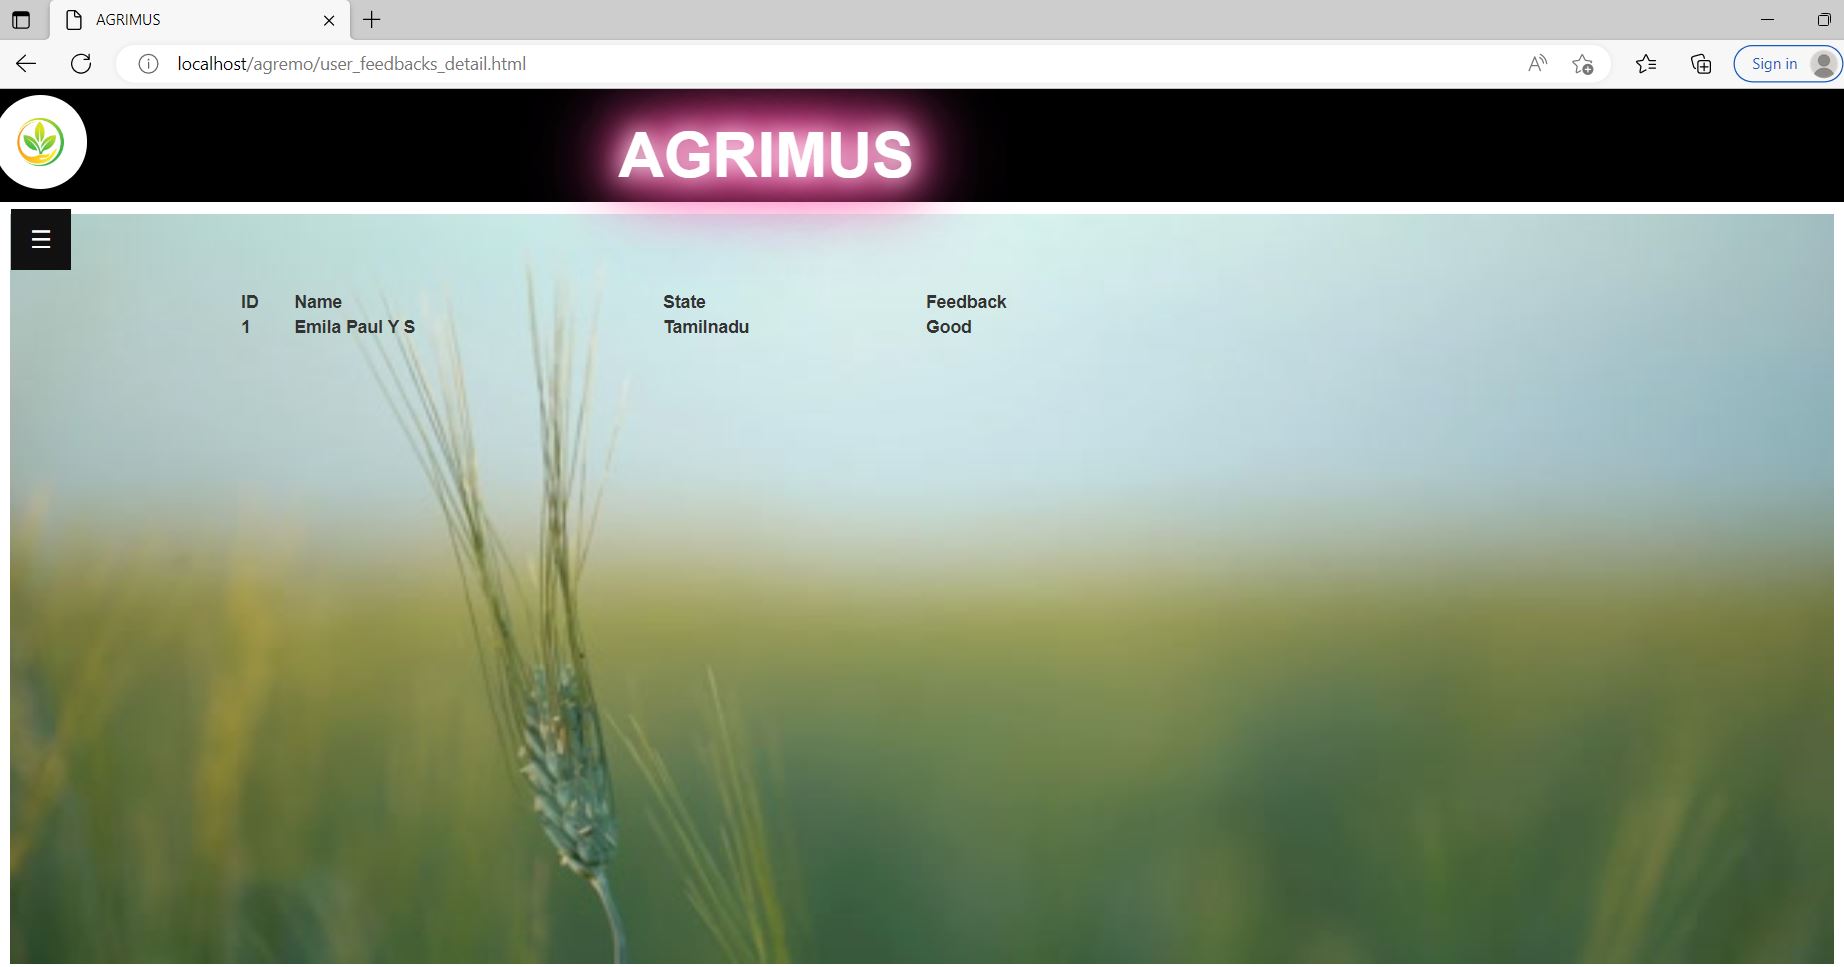 AGRIMUS
localhost/agremo/user_feedbacks_detail.html
Sign in
AGRIMUS
ID Name State Feedback
1 Emila Paul Y S Tamilnadu Good